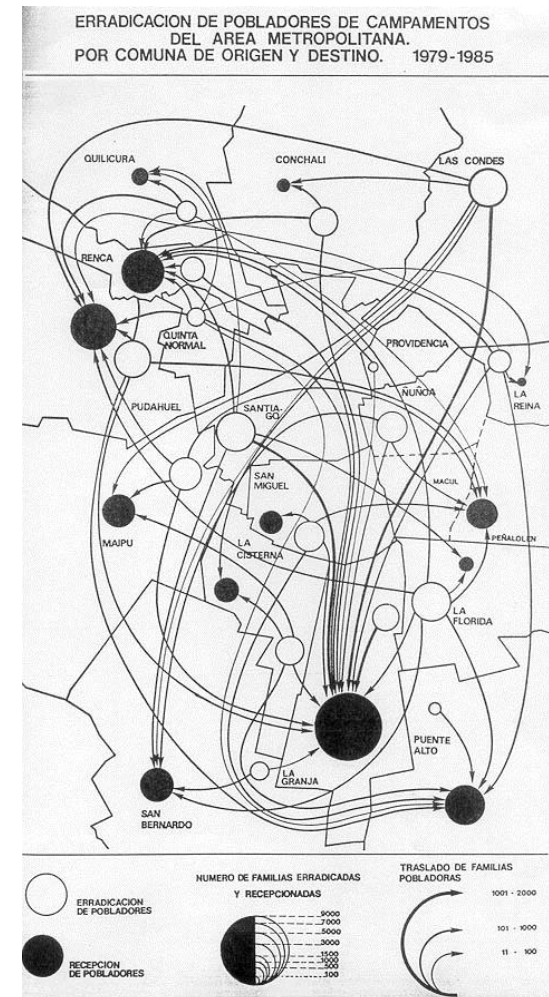 ERRADICACION DE POBLADORES DE CAMPAMENTOS
DEL AREA METROPOLITANA.
POR COMUNA DE ORIGEN Y DESTINO. 1979-1985
QUILICURA
CONCHALI
LAS CONDES
RENCA
QUINTA
NORMAL
PROVIDENCIA
PUDAHUEL
SANTIA-
GO
ÑUÑOA
LA
REINA
SAN
MIGUEL
MACUL
MAIPU
LA
CISTERNA
PEÑALOLEN
LA
FLORIDA
PUENTE
ALTO
LA
GRANJA
SAN
BERNARDO
ERRADICACION
DE POBLADORES
RECEPCION
DE POBLADORES
NUMERO DE FAMILIAS ERRADICADAS
Y RECEPCIONADAS
9000
7000
5000
3000
1500
1000
500
300
TRASLADO DE FAMILIAS
POBLADORAS
1001 - 2000
101 - 1000
11 - 100